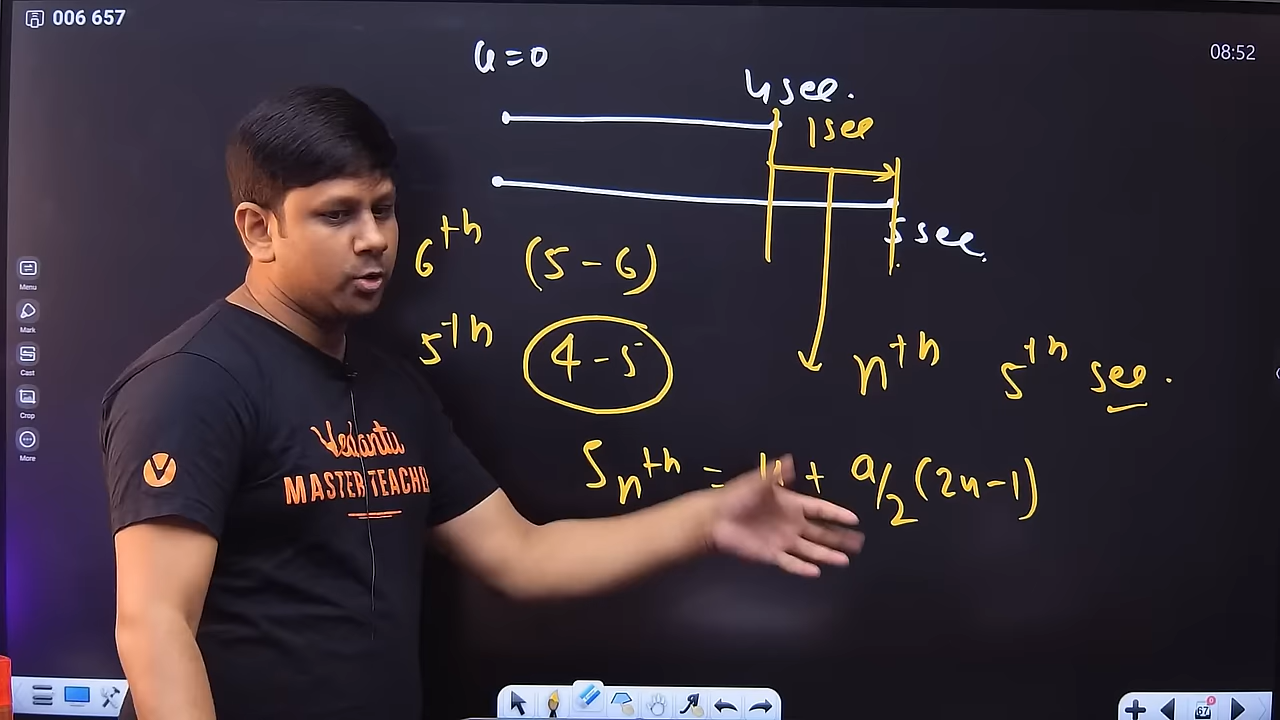 006 657
08:52
u=0
4 sec.
1 sec
5 sec.
6th (5-6)
5th 4-5
nth 5th sec.
Snth = u + a/2 (2n-1)
Menu
Mark
Cast
Crop
More
Vedantu
MASTER TEACHER
67